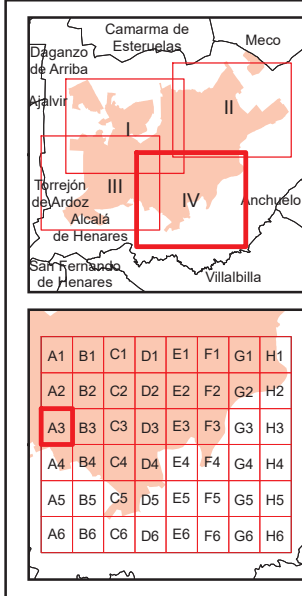 Camarma de
Esteruelas
Meco
Daganzo
de Arriba
Ajalvir
I
II
Torrejón
de Ardoz
III
IV
Anchuelo
Alcalá
de Henares
San Fernando
de Henares
Villalbilla
A1 B1 C1 D1 E1 F1 G1 H1
A2 B2 C2 D2 E2 F2 G2 H2
A3 B3 C3 D3 E3 F3 G3 H3
A4 B4 C4 D4 E4 F4 G4 H4
A5 B5 C5 D5 E5 F5 G5 H5
A6 B6 C6 D6 E6 F6 G6 H6